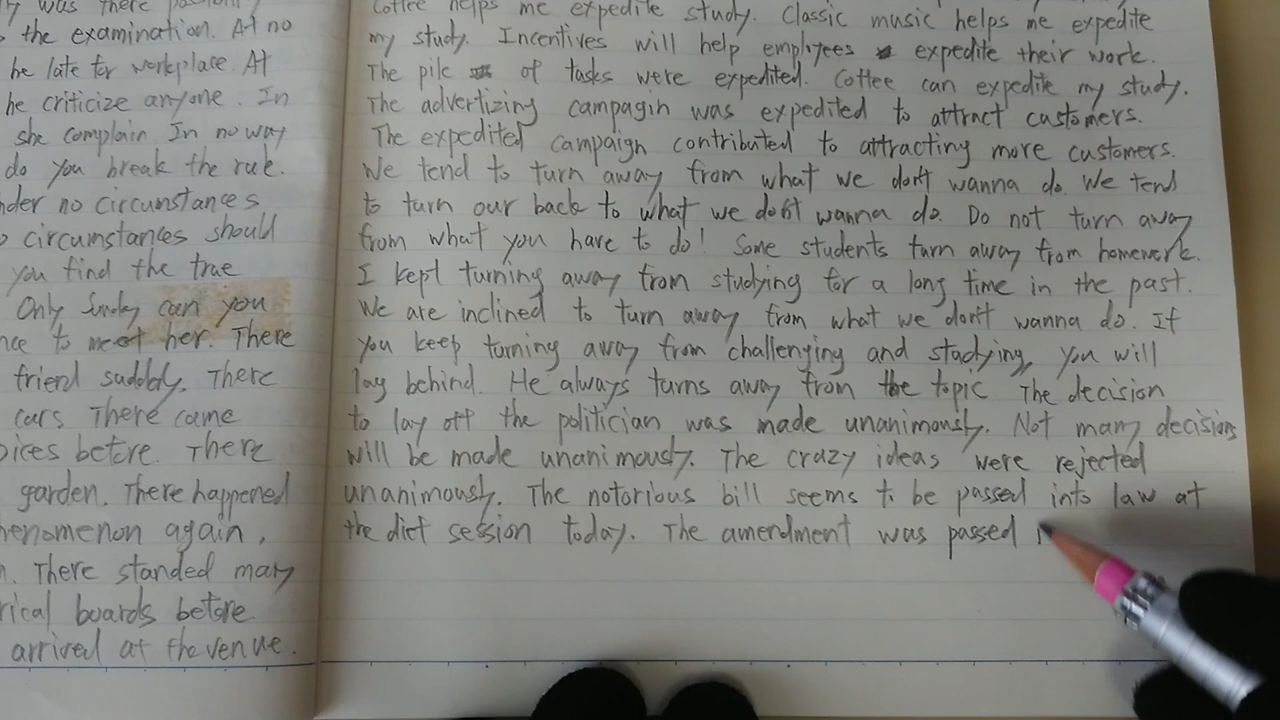 was there
the examination. At no
be late for workplace. At
he criticize anyone. In
she complain. In no way
do you break the rule.
nder no circumstances
circumstances should
you find the true
Only Sunday can you
nce to meet her. There
friend suddnly. There
cars There came
oices before. There
garden. There happened
henomenon again.
n. There standed many
rical boards before
arrived at the venue.
Coffee helps me expedite study. Classic music helps me expedite
my study. Incentives will help employees expedite their work.
The pile of tasks were expedited. Coffee can expedite my study.
The advertizing campagin was expedited to attract customers.
The expedited campaign contributed to attracting more customers.
We tend to turn away from what we don't wanna do. We tend
to turn our back to what we don't wanna do. Do not turn away
from what you have to do! Some students turn away from homework.
I kept turning away from studying for a long time in the past.
We are inclined to turn away from what we don't wanna do. If
you keep turning away from challenging and studying, you will
lag behind. He always turns away from the topic The decision
to lay off the politician was made unanimously. Not many decisions
will be made unanimously. The crazy ideas were rejected
unanimously. The notorious bill seems to be passed into law at
the diet session today. The amendment was passed